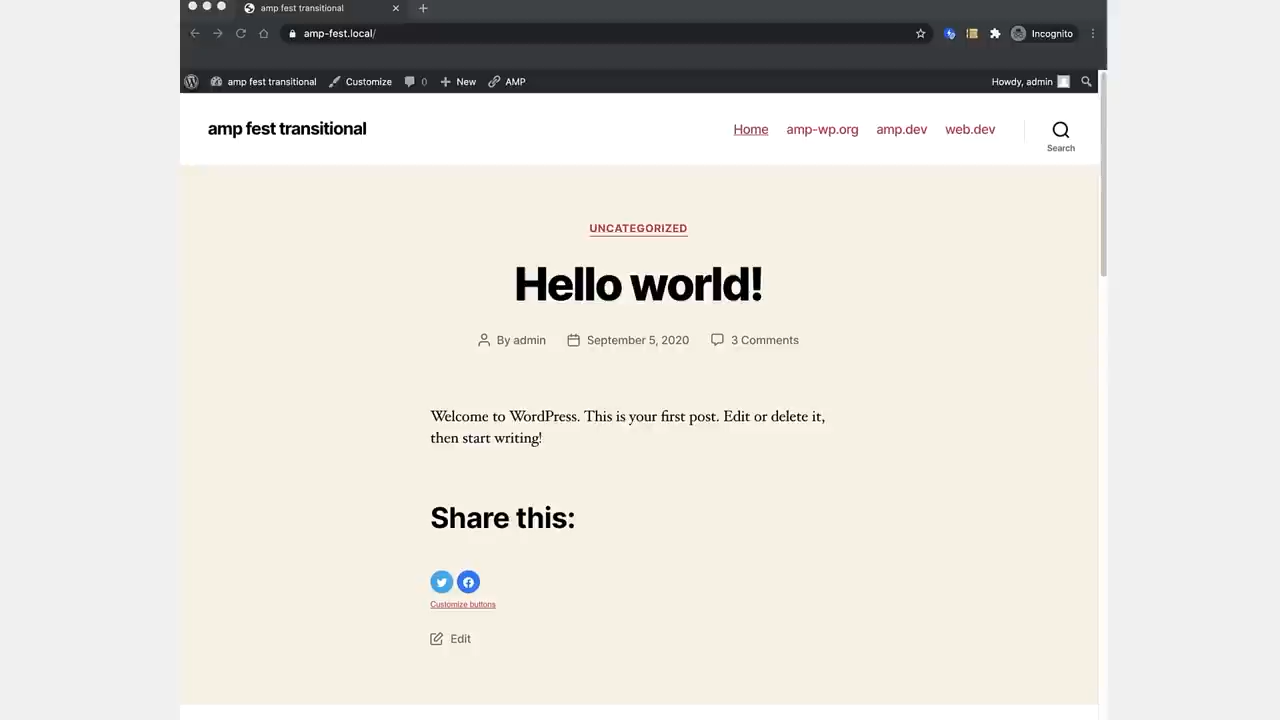 amp fest transitional
amp-fest.local/
Incognito
amp fest transitional Customize 0 New AMP Howdy, admin
amp fest transitional
Home amp-wp.org amp.dev web.dev
Search
UNCATEGORIZED
Hello world!
By admin September 5, 2020 3 Comments
Welcome to WordPress. This is your first post. Edit or delete it,
then start writing!
Share this:
Customize buttons
Edit